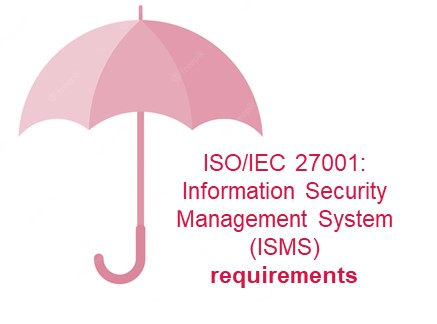 ISO/IEC 27001:
Information Security
Management System
(ISMS)
requirements